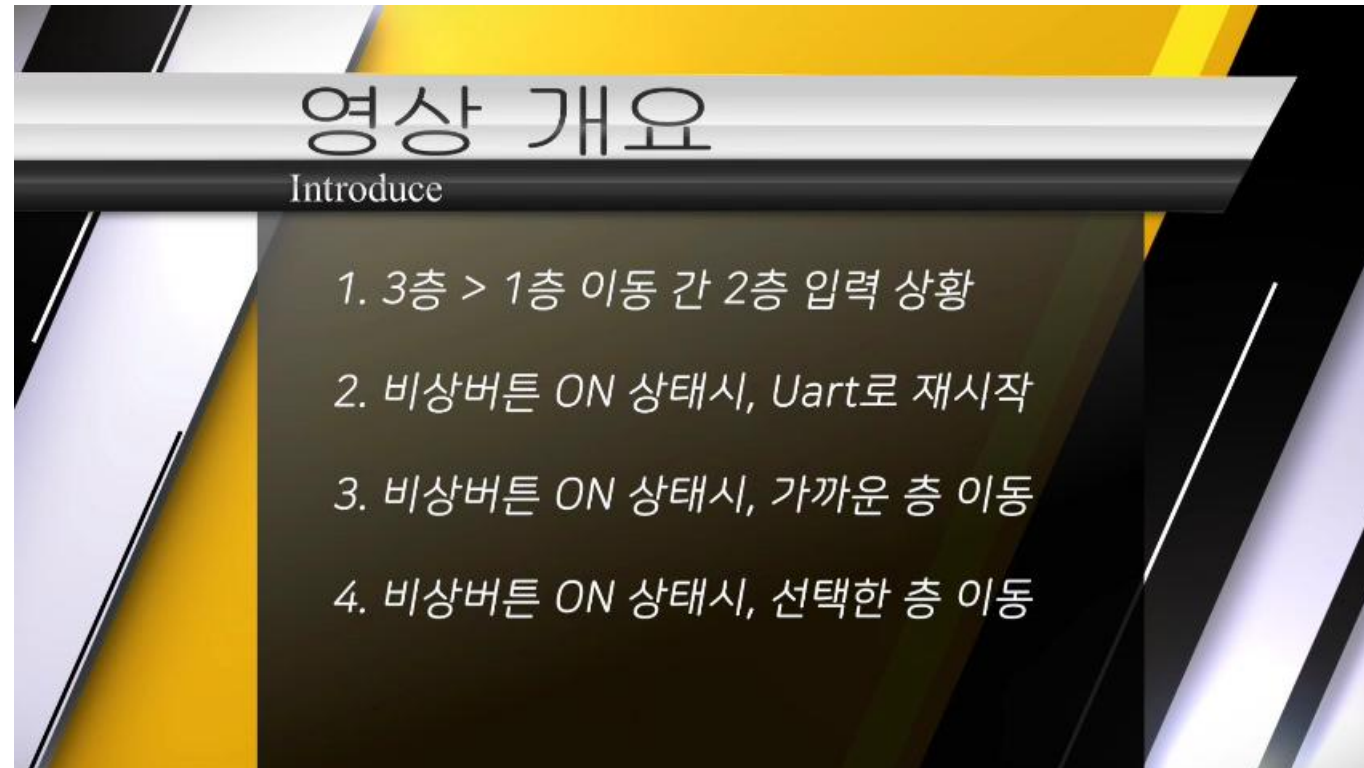 영상 개요
Introduce
1. 3층 > 1층 이동 간 2층 입력 상황
2. 비상버튼 ON 상태시, Uart로 재시작
3. 비상버튼 ON 상태시, 가까운 층 이동
4. 비상버튼 ON 상태시, 선택한 층 이동